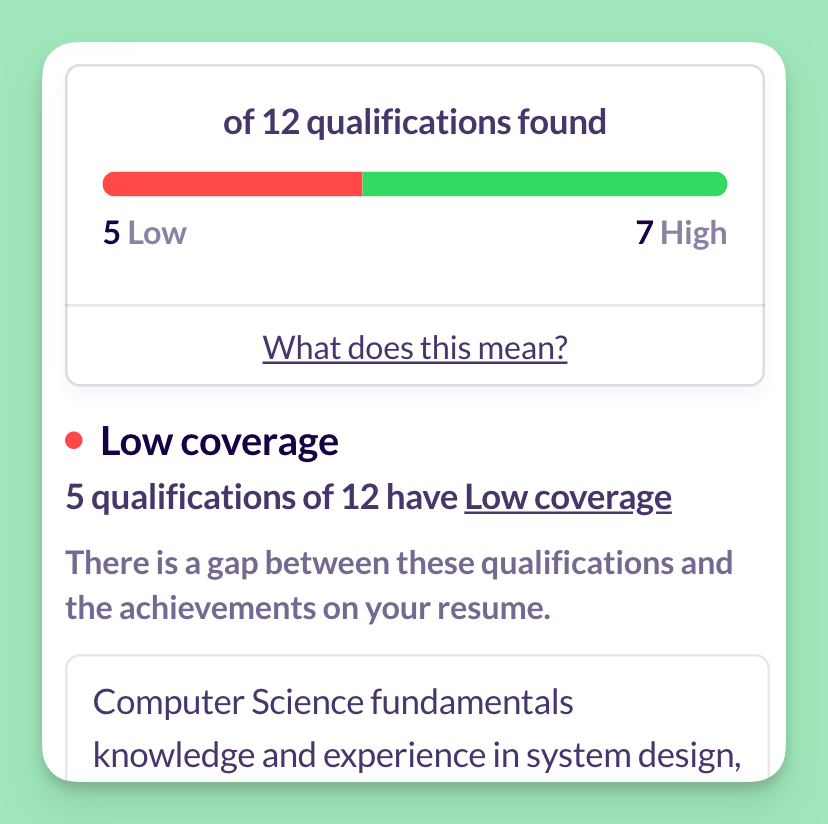 of 12 qualifications found
5 Low
7 High
What does this mean?
Low coverage
5 qualifications of 12 have Low coverage
There is a gap between these qualifications and
the achievements on your resume.
Computer Science fundamentals
knowledge and experience in system design,